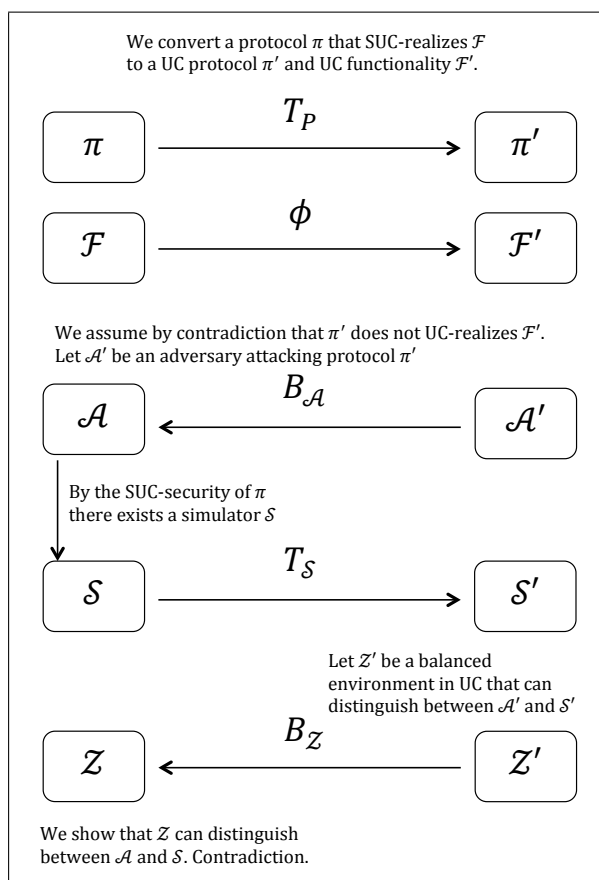 We convert a protocol π that SUC-realizes ℱ
to a UC protocol π′ and UC functionality ℱ′.
π T_P π′
ℱ ϕ ℱ′
We assume by contradiction that π′ does not UC-realizes ℱ′.
Let 𝒜′ be an adversary attacking protocol π′
𝒜 B_𝒜 𝒜′
By the SUC-security of π
there exists a simulator 𝒮
𝒮 T_𝒮 𝒮′
Let 𝒵′ be a balanced
environment in UC that can
distinguish between 𝒜′ and 𝒮′
𝒵 B_𝒵 𝒵′
We show that 𝒵 can distinguish
between 𝒜 and 𝒮. Contradiction.